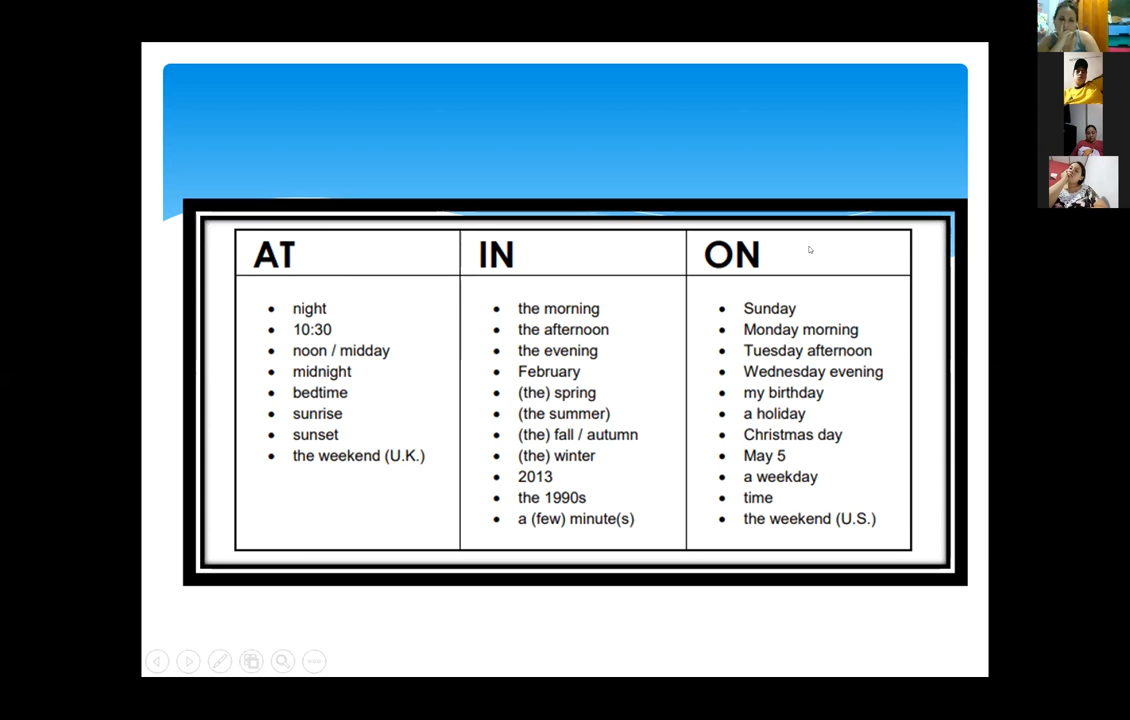 AT
night
10:30
noon / midday
midnight
bedtime
sunrise
sunset
the weekend (U.K.)
IN
the morning
the afternoon
the evening
February
(the) spring
(the summer)
(the) fall / autumn
(the) winter
2013
the 1990s
a (few) minute(s)
ON
Sunday
Monday morning
Tuesday afternoon
Wednesday evening
my birthday
a holiday
Christmas day
May 5
a weekday
time
the weekend (U.S.)